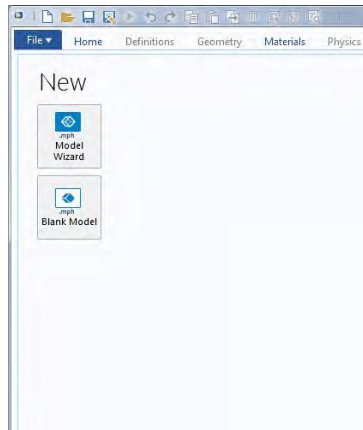 File Home Definitions Geometry Materials Physics
New
.mph
Model
Wizard
.mph
Blank Model